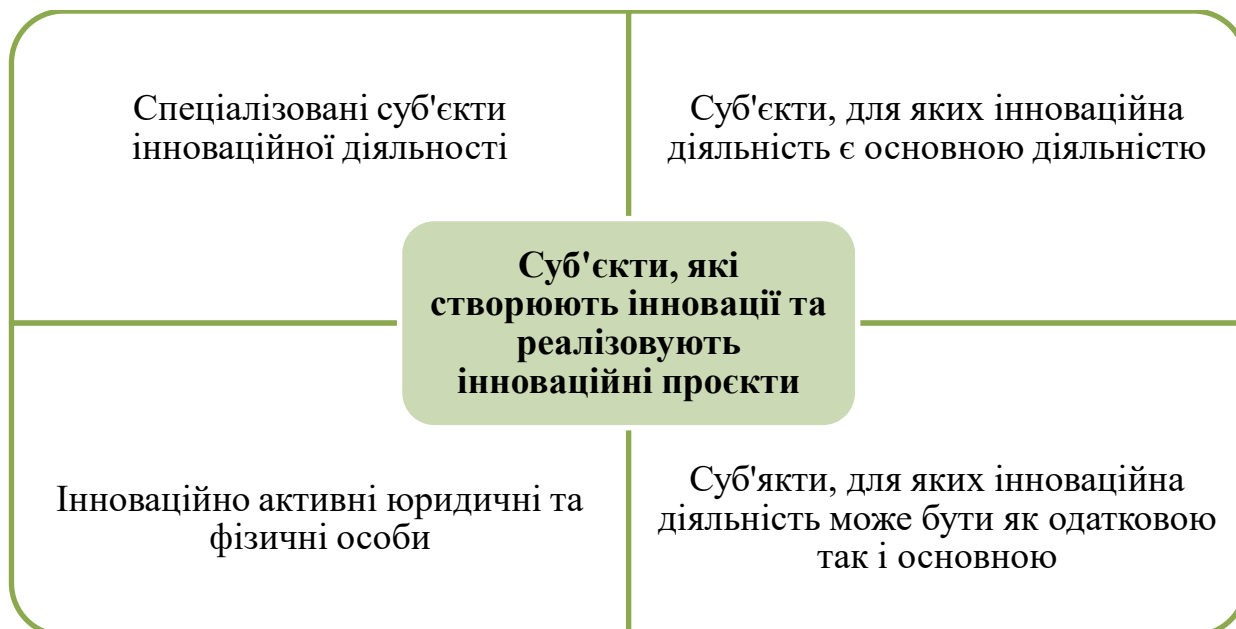 Спеціалізовані суб'єкти
інноваційної діяльності
Суб'єкти, для яких інноваційна
діяльність є основною діяльністю
Суб'єкти, які
створюють інновації та
реалізовують
інноваційні проєкти
Інноваційно активні юридичні та
фізичні особи
Суб'якти, для яких інноваційна
діяльність може бути як одатковою
так і основною